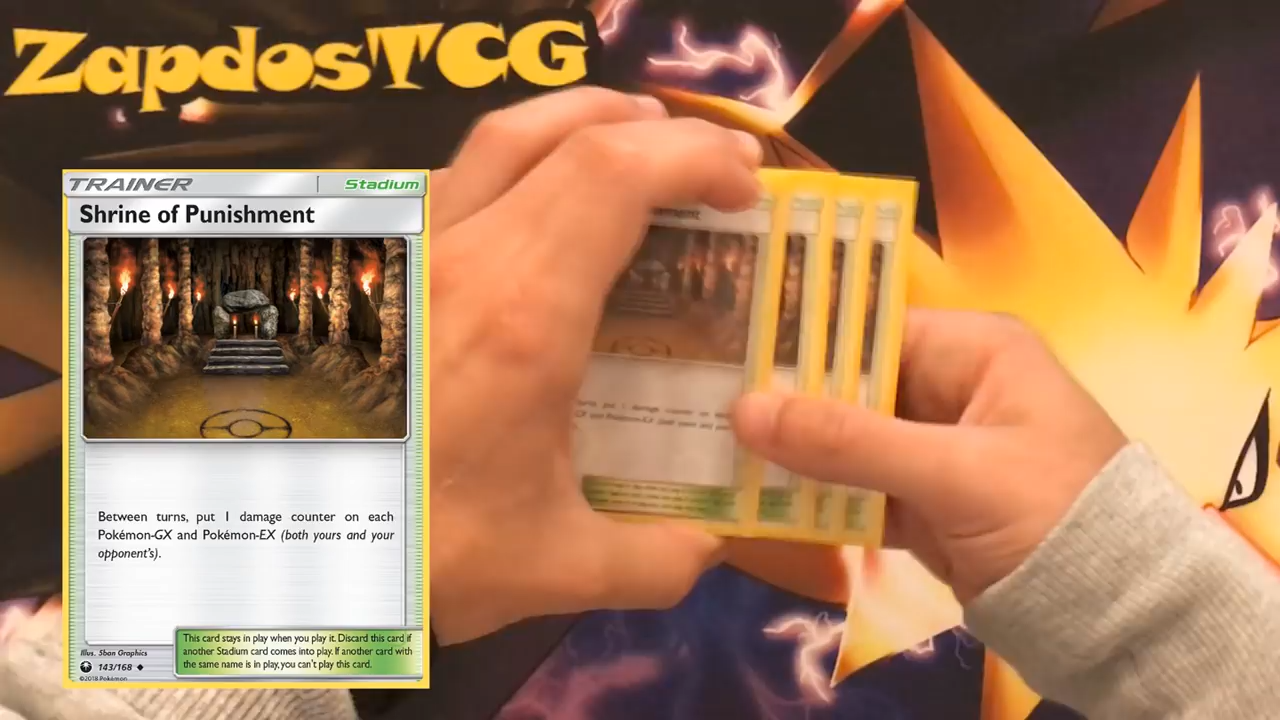 ZapdosTCG
TRAINER
Stadium
Shrine of Punishment
Between turns, put 1 damage counter on each
Pokémon-GX and Pokémon-EX (both yours and your
opponent's).
This card stays in play when you play it. Discard this card if
another Stadium card comes into play. If another card with
the same name is in play, you can't play this card.
Illus. 5ban Graphics
143/168
©2018 Pokémon